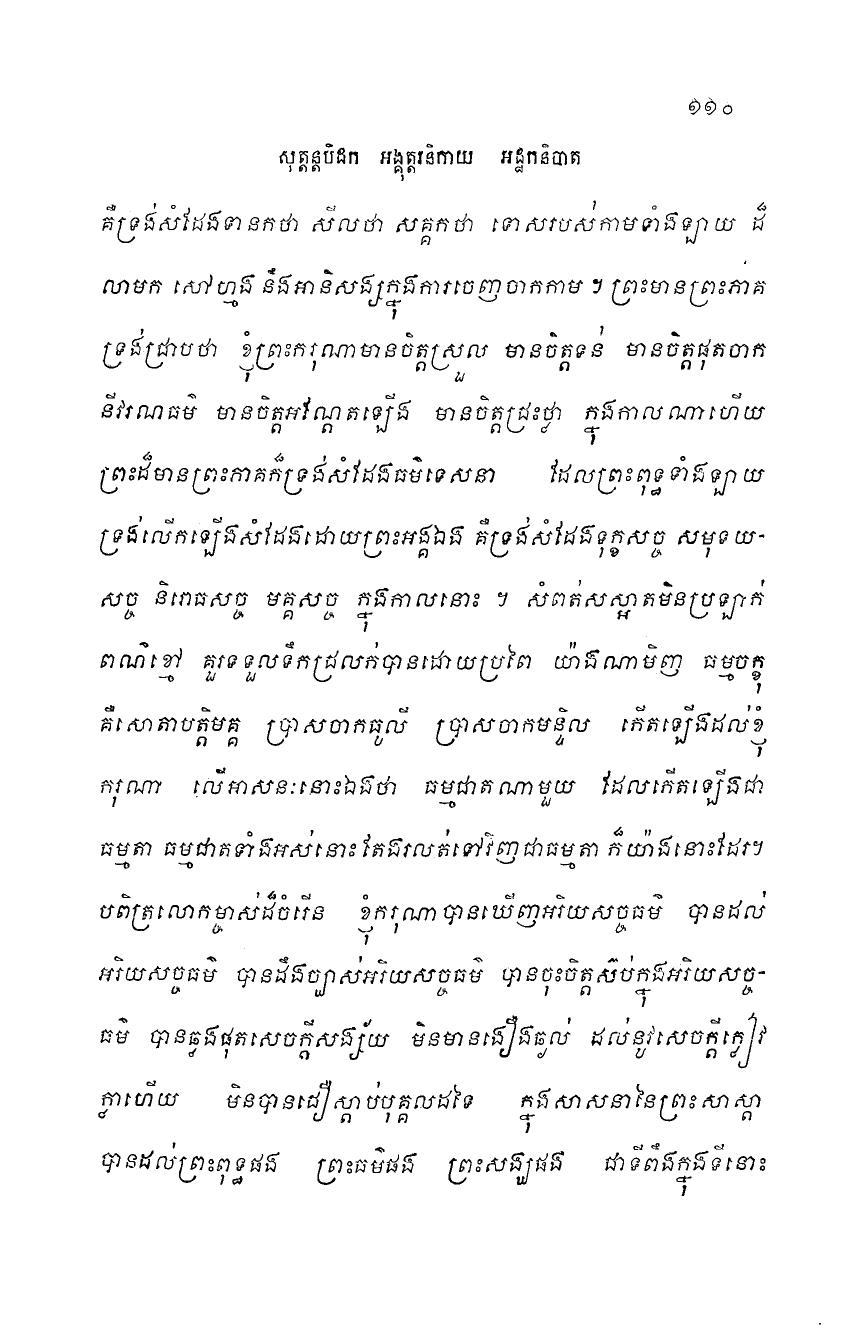 ១១០
សុត្តន្តបិដក អង្គុត្តរនិកាយ អដ្ឋកនិបាត
គឺទ្រង់សំដែងទានកថា សីលថា សគ្គកថា ទោសរបស់កាមទាំងឡាយ ដ៏
លាមក សៅហ្មង និងអានិសង្សក្នុងការចេញចាកកាម ។ ព្រះមានព្រះភាគ
ទ្រង់ជ្រាបថា ខ្ញុំព្រះករុណាមានចិត្តស្រួល មានចិត្តទន់ មានចិត្តផុតចាក
នីវរណធម៌ មានចិត្តអណ្តែតឡើង មានចិត្តជ្រះថ្លា ក្នុងកាលណាហើយ
ព្រះដ៏មានព្រះភាគក៏ទ្រង់សំដែងធម៌ទេសនា ដែលព្រះពុទ្ធទាំងឡាយ
ទ្រង់លើកឡើងសំដែងដោយព្រះអង្គឯង គឺទ្រង់សំដែងទុក្ខសច្ច សមុទយ-
សច្ច និរោធសច្ច មគ្គសច្ច ក្នុងកាលនោះ ។ សំពត់សស្អាតមិនប្រឡាក់
ពណ៌ខ្មៅ គួរទទួលទឹកជ្រលក់បានដោយប្រពៃ យ៉ាងណាមិញ ធម្មចក្ខុ
គឺសោតាបត្តិមគ្គ ប្រាសចាកធូលី ប្រាសចាកមន្ទិល កើតឡើងដល់ខ្ញុំ
ករុណា លើអាសនៈនោះឯងថា ធម្មជាតណាមួយ ដែលកើតឡើងជា
ធម្មតា ធម្មជាតទាំងអស់នោះ តែងរលត់ទៅវិញជាធម្មតា ក៏យ៉ាងនោះដែរ។
បពិត្រលោកម្ចាស់ដ៏ចំរើន ខ្ញុំករុណាបានឃើញអរិយសច្ចធម៌ បានដល់
អរិយសច្ចធម៌ បានដឹងច្បាស់អរិយសច្ចធម៌ បានចុះចិត្តស៊ប់ក្នុងអរិយសច្ច-
ធម៌ បានឆ្លងផុតសេចក្តីសង្ស័យ មិនមានងឿងឆ្ងល់ ដល់នូវសេចក្តីក្លៀវ
ក្លាហើយ មិនបានជឿស្តាប់បុគ្គលដទៃ ក្នុងសាសនានៃព្រះសាស្តា
បានដល់ព្រះពុទ្ធផង ព្រះធម៌ផង ព្រះសង្ឃផង ជាទីពឹងក្នុងទីនោះ